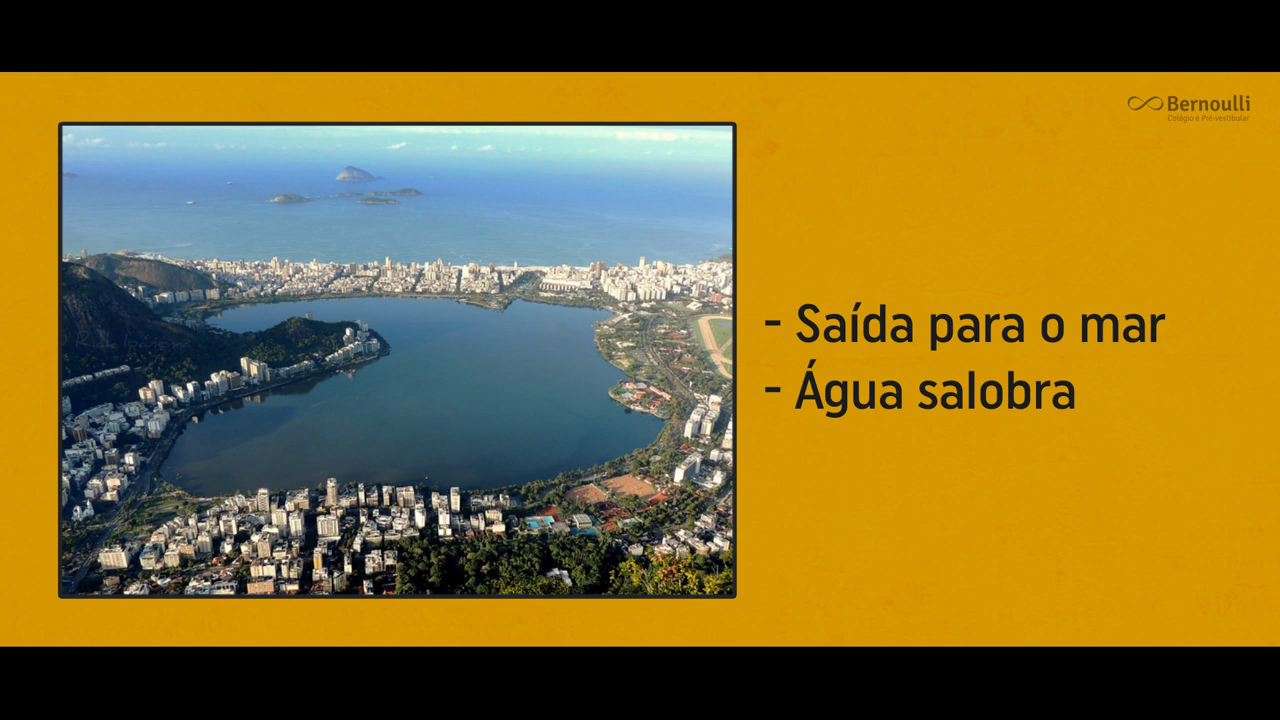 Bernoulli
Colégio e Pré-vestibular
- Saída para o mar
- Água salobra